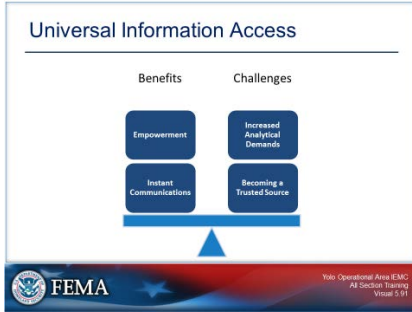 Universal Information Access
Benefits
Challenges
Empowerment
Increased
Analytical
Demands
Instant
Communications
Becoming a
Trusted Source
FEMA
Yolo Operational Area IEMC
All Section Training
Visual 5.91